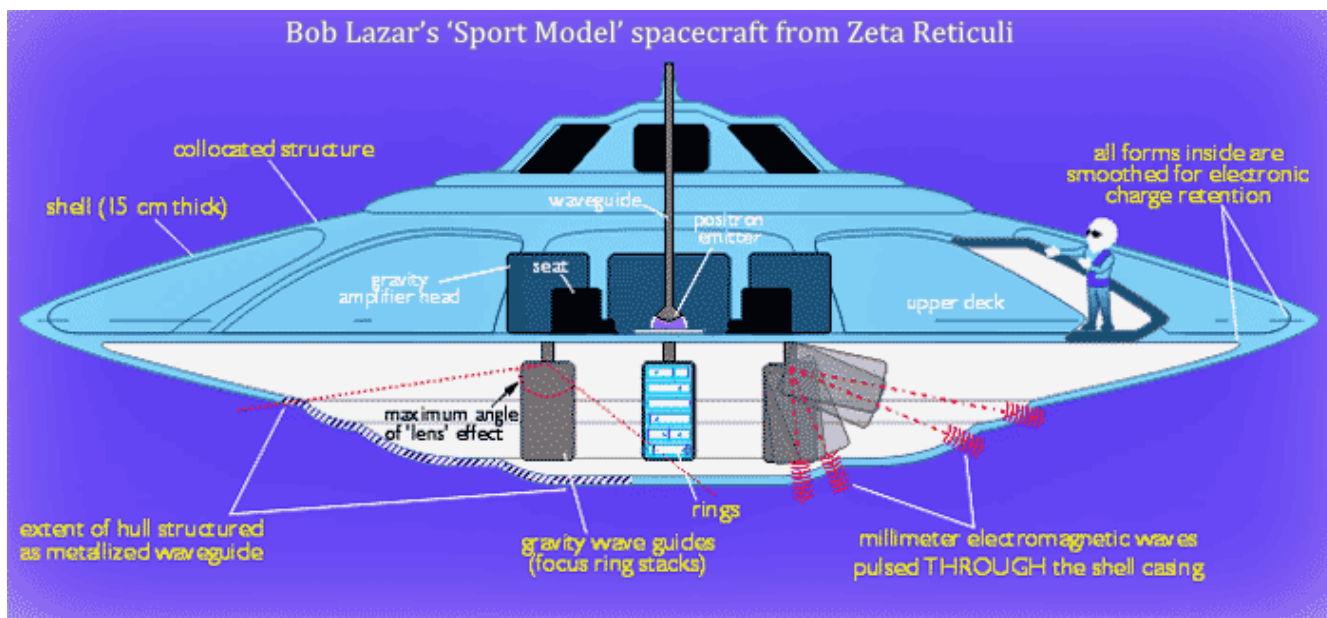 Bob Lazar's 'Sport Model' spacecraft from Zeta Reticuli
collocated structure
shell (15 cm thick)
all forms inside are
smoothed for electronic
charge retention
waveguide
positron
emitter
seat
gravity
amplifier head
upper deck
maximum angle
of 'lens' effect
extent of hull structured
as metallized waveguide
gravity wave guides
(focus ring stacks)
rings
millimeter electromagnetic waves
pulsed THROUGH the shell casing